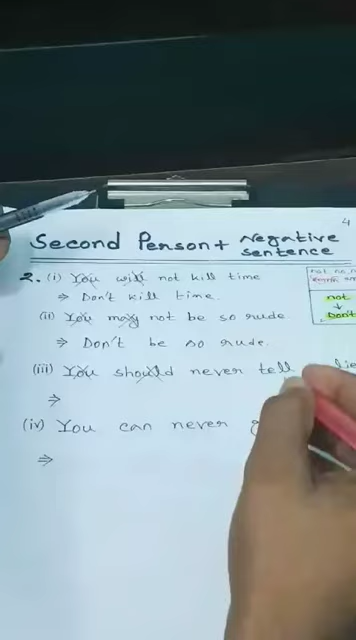 4
Second Person + Negative
sentence
2. (i) You will not kill time
⇒ Don't kill time.
(ii) You may not be so rude.
⇒ Don't be so rude.
(iii) You should never tell lie
⇒
(iv) You can never
⇒
not
↓
Don't